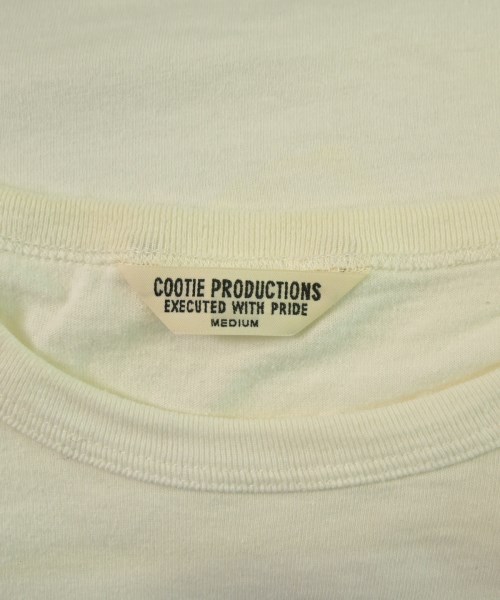 COOTIE PRODUCTIONS
EXECUTED WITH PRIDE
MEDIUM